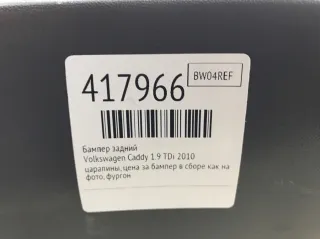 417966
BW04REF
Бампер задний
Volkswagen Caddy 1.9 TDi 2010
царапины,цена за бампер в сборе как на
фото, фургон